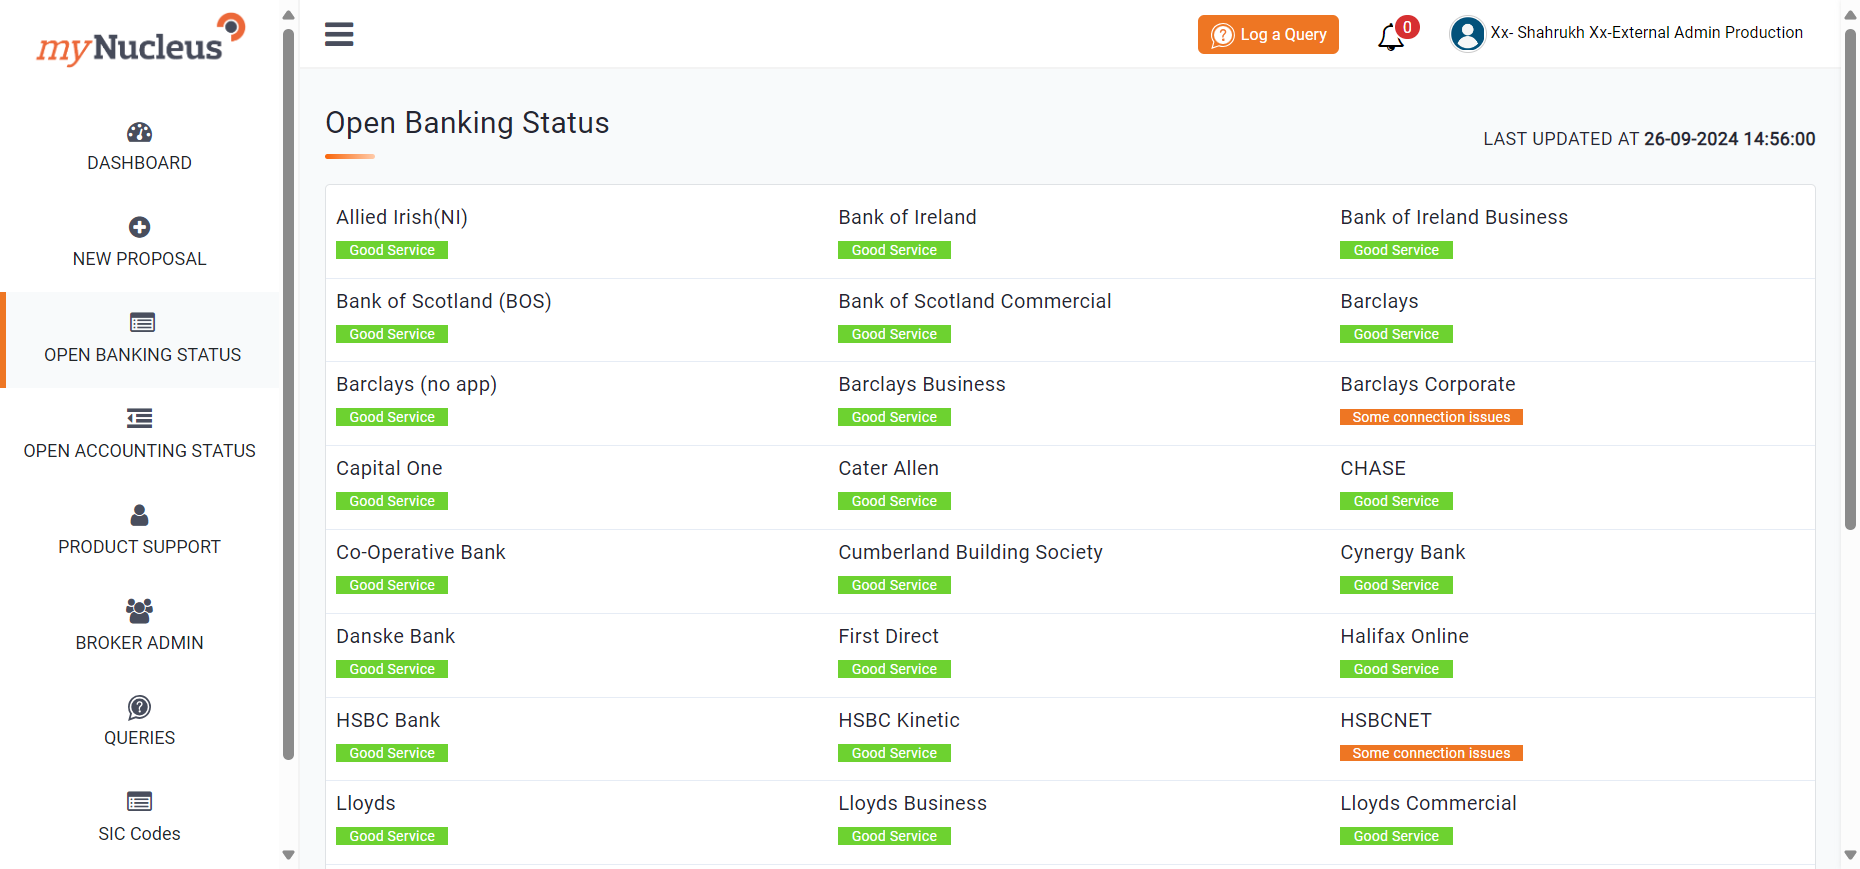 myNucleus
Log a Query
0
Xx- Shahrukh Xx-External Admin Production
DASHBOARD
NEW PROPOSAL
OPEN BANKING STATUS
OPEN ACCOUNTING STATUS
PRODUCT SUPPORT
BROKER ADMIN
QUERIES
SIC Codes
Open Banking Status
LAST UPDATED AT 26-09-2024 14:56:00
Allied Irish(NI)
Good Service
Bank of Ireland
Good Service
Bank of Ireland Business
Good Service
Bank of Scotland (BOS)
Good Service
Bank of Scotland Commercial
Good Service
Barclays
Good Service
Barclays (no app)
Good Service
Barclays Business
Good Service
Barclays Corporate
Some connection issues
Capital One
Good Service
Cater Allen
Good Service
CHASE
Good Service
Co-Operative Bank
Good Service
Cumberland Building Society
Good Service
Cynergy Bank
Good Service
Danske Bank
Good Service
First Direct
Good Service
Halifax Online
Good Service
HSBC Bank
Good Service
HSBC Kinetic
Good Service
HSBCNET
Some connection issues
Lloyds
Good Service
Lloyds Business
Good Service
Lloyds Commercial
Good Service